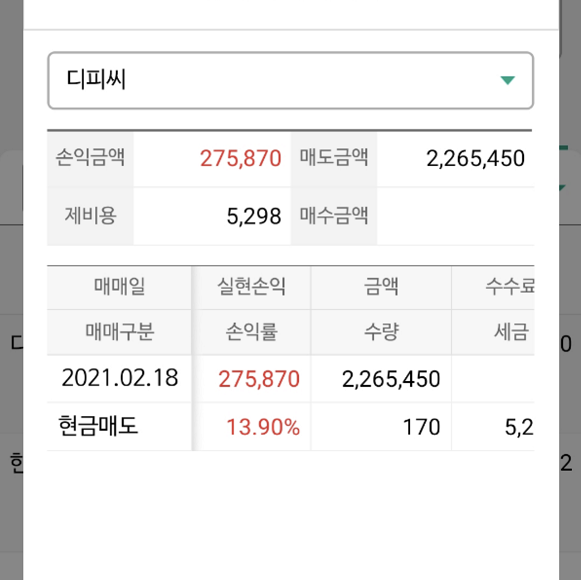 디피씨
손익금액 275,870 매도금액 2,265,450
제비용 5,298 매수금액
매매일 실현손익 금액 수수료
매매구분 손익률 수량 세금
2021.02.18 275,870 2,265,450
현금매도 13.90% 170 5,2
0
2